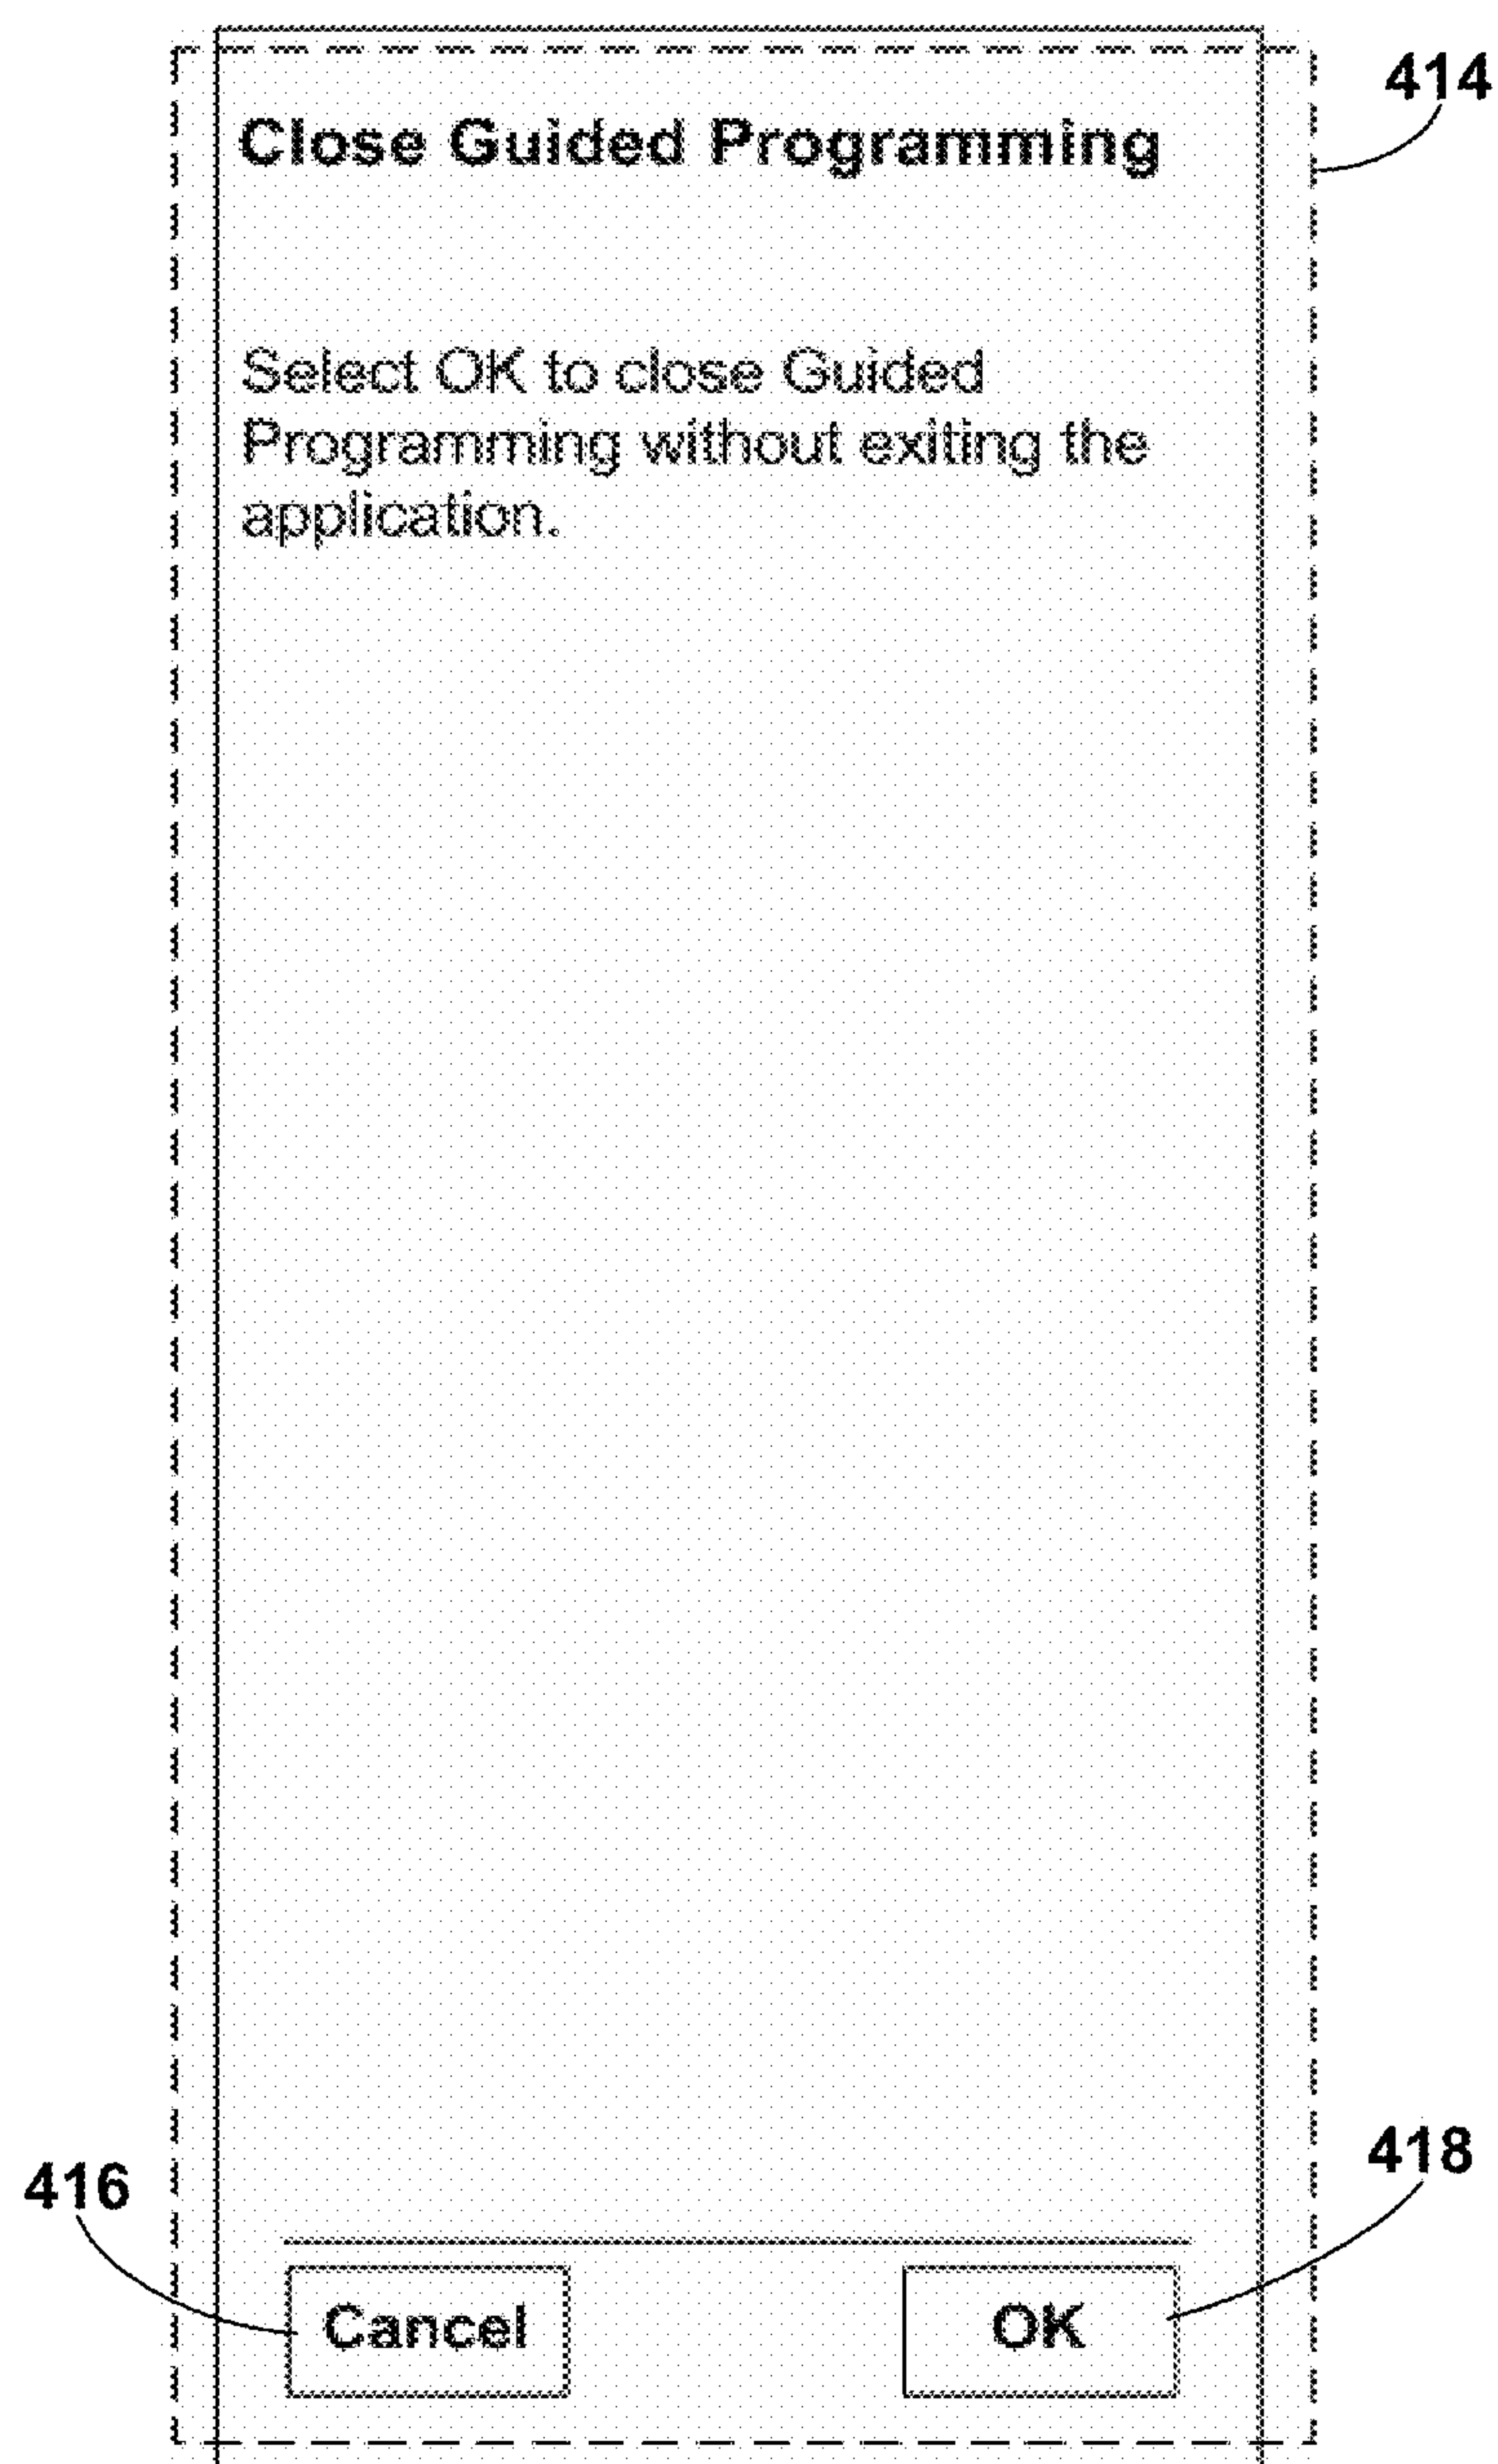 414
Close Guided Programming
Select OK to close Guided
Programming without exiting the
application.
416
418
Cancel
OK